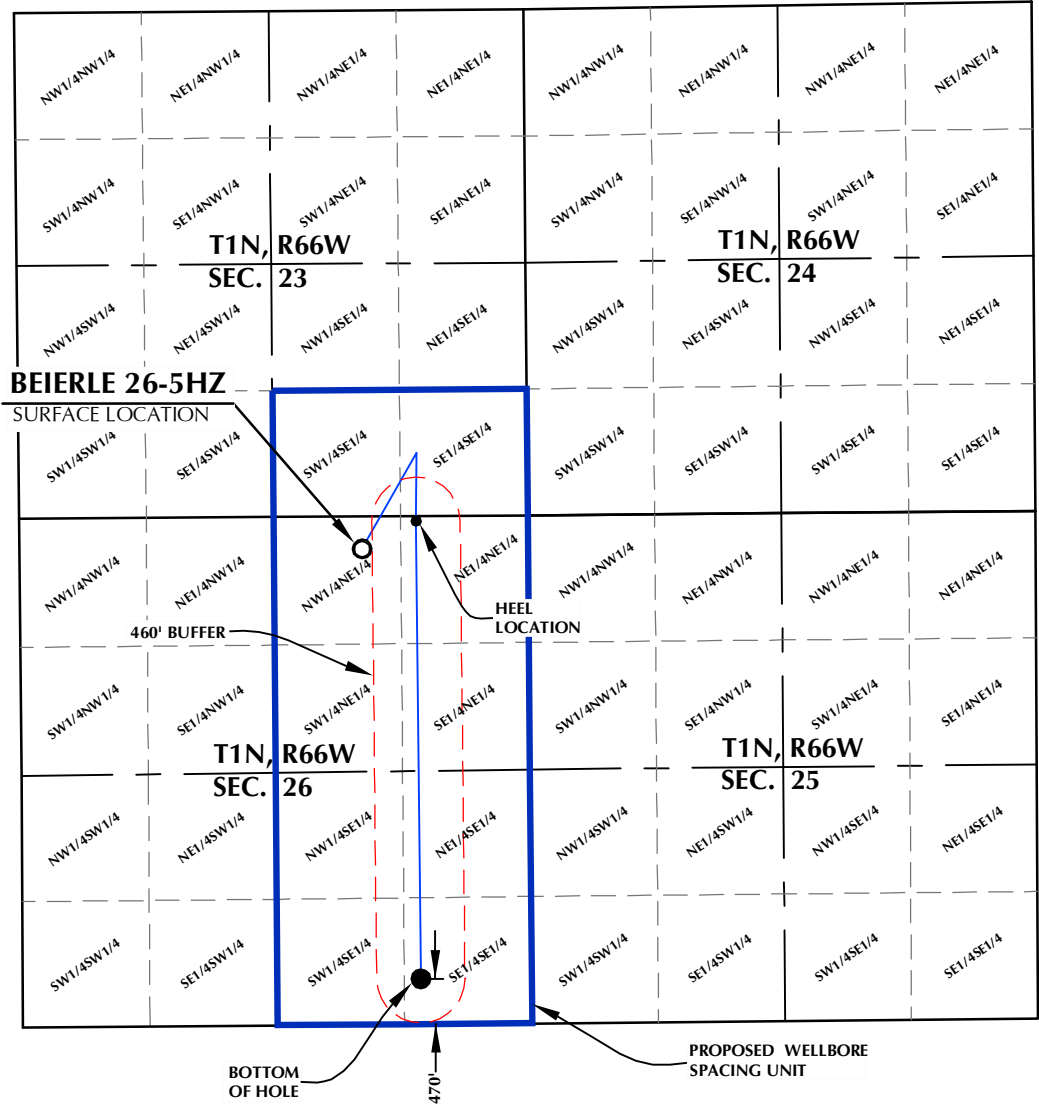 NW1/4NW1/4 NE1/4NW1/4 NW1/4NE1/4 NE1/4NE1/4 NW1/4NW1/4 NE1/4NW1/4 NW1/4NE1/4 NE1/4NE1/4
SW1/4NW1/4 SE1/4NW1/4 SW1/4NE1/4 SE1/4NE1/4 SW1/4NW1/4 SE1/4NW1/4 SW1/4NE1/4 SE1/4NE1/4
T1N, R66W
SEC. 23
T1N, R66W
SEC. 24
NW1/4SW1/4 NE1/4SW1/4 NW1/4SE1/4 NE1/4SE1/4 NW1/4SW1/4 NE1/4SW1/4 NW1/4SE1/4 NE1/4SE1/4
BEIERLE 26-5HZ
SURFACE LOCATION
SW1/4SW1/4 SE1/4SW1/4 SW1/4SE1/4 SE1/4SE1/4 SW1/4SW1/4 SE1/4SW1/4 SW1/4SE1/4 SE1/4SE1/4
NW1/4NW1/4 NE1/4NW1/4 NW1/4NE1/4 NE1/4NE1/4 NW1/4NW1/4 NE1/4NW1/4 NW1/4NE1/4 NE1/4NE1/4
HEEL
LOCATION
460' BUFFER
SW1/4NW1/4 SE1/4NW1/4 SW1/4NE1/4 SE1/4NE1/4 SW1/4NW1/4 SE1/4NW1/4 SW1/4NE1/4 SE1/4NE1/4
T1N, R66W
SEC. 26
T1N, R66W
SEC. 25
NW1/4SW1/4 NE1/4SW1/4 NW1/4SE1/4 NE1/4SE1/4 NW1/4SW1/4 NE1/4SW1/4 NW1/4SE1/4 NE1/4SE1/4
SW1/4SW1/4 SE1/4SW1/4 SW1/4SE1/4 SE1/4SE1/4 SW1/4SW1/4 SE1/4SW1/4 SW1/4SE1/4 SE1/4SE1/4
BOTTOM
OF HOLE
470'
PROPOSED WELLBORE
SPACING UNIT